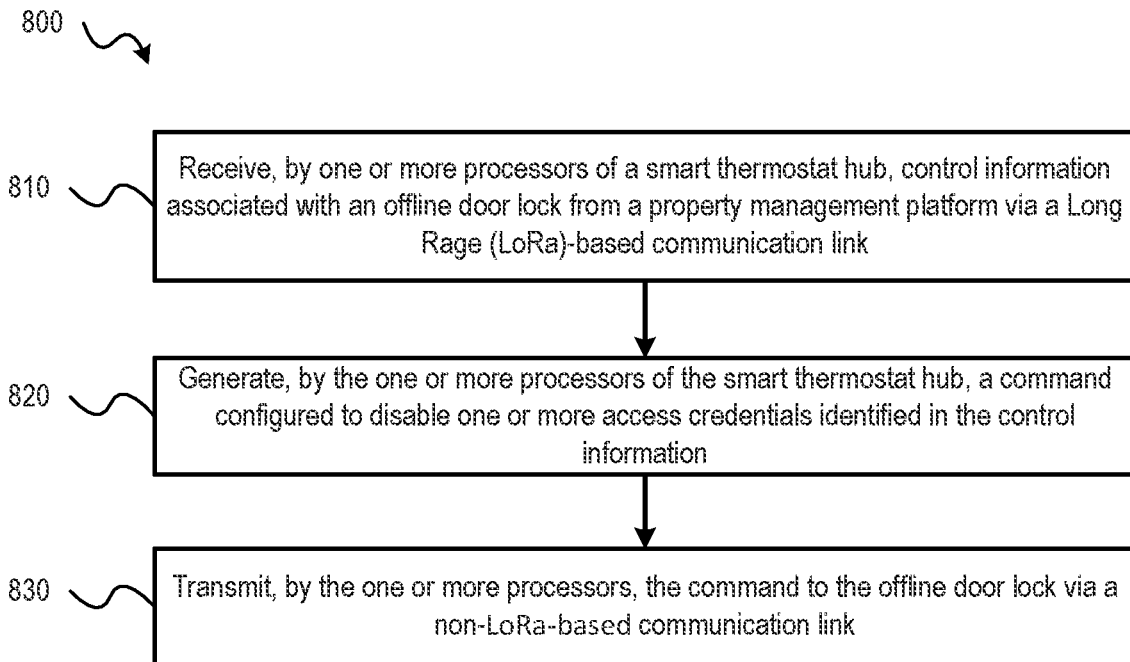 800
810
Receive, by one or more processors of a smart thermostat hub, control information
associated with an offline door lock from a property management platform via a Long
Rage (LoRa)-based communication link
820
Generate, by the one or more processors of the smart thermostat hub, a command
configured to disable one or more access credentials identified in the control
information
830
Transmit, by the one or more processors, the command to the offline door lock via a
non-LoRa-based communication link